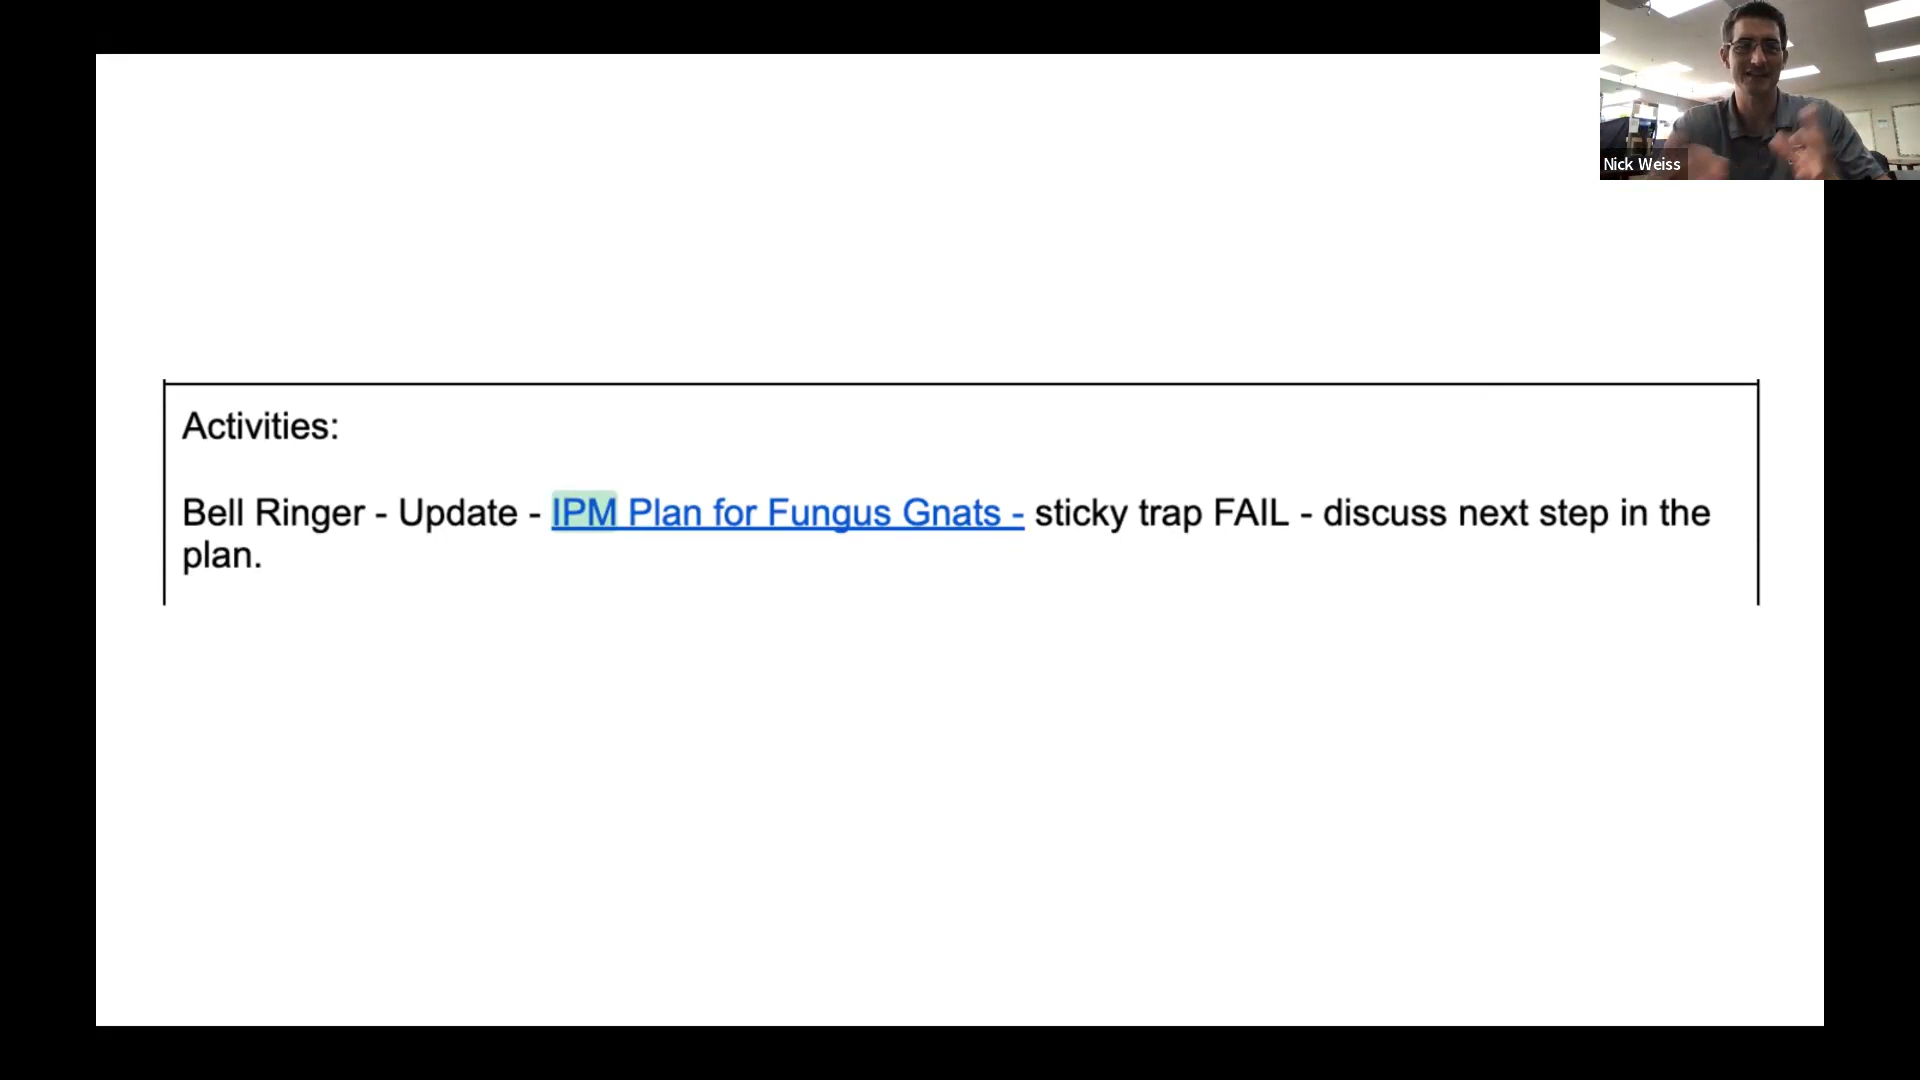 Nick Weiss
Activities:
Bell Ringer - Update - IPM Plan for Fungus Gnats - sticky trap FAIL - discuss next step in the
plan.